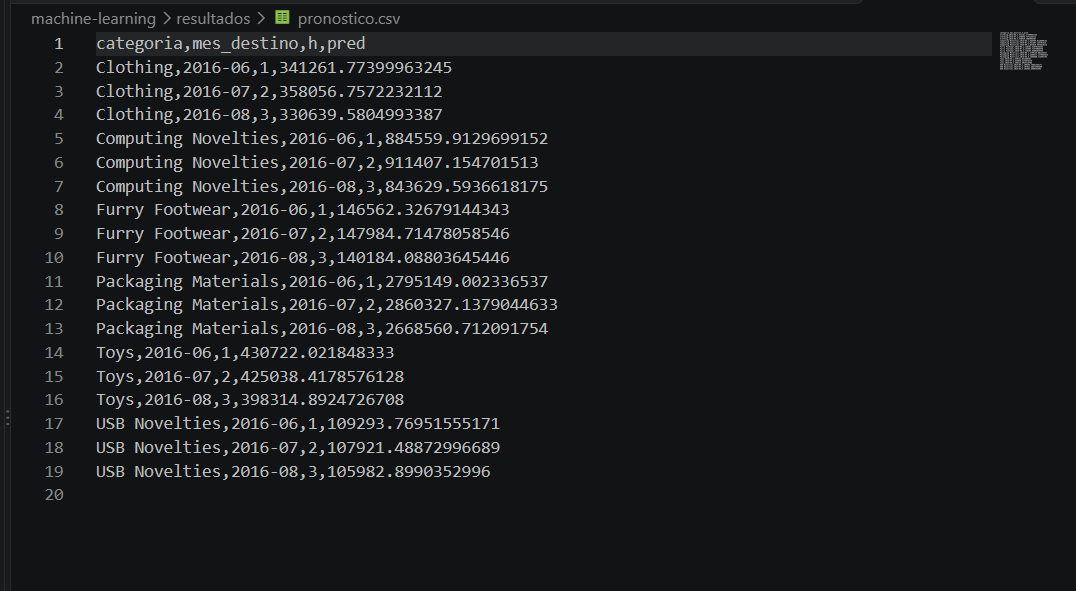 machine-learning > resultados > pronostico.csv
1 categoria,mes_destino,h,pred
2 Clothing,2016-06,1,341261.77399963245
3 Clothing,2016-07,2,358056.7572232112
4 Clothing,2016-08,3,330639.5804993387
5 Computing Novelties,2016-06,1,884559.9129699152
6 Computing Novelties,2016-07,2,911407.154701513
7 Computing Novelties,2016-08,3,843629.5936618175
8 Furry Footwear,2016-06,1,146562.32679144343
9 Furry Footwear,2016-07,2,147984.71478058546
10 Furry Footwear,2016-08,3,140184.08803645446
11 Packaging Materials,2016-06,1,2795149.002336537
12 Packaging Materials,2016-07,2,2860327.1379044633
13 Packaging Materials,2016-08,3,2668560.712091754
14 Toys,2016-06,1,430722.021848333
15 Toys,2016-07,2,425038.4178576128
16 Toys,2016-08,3,398314.8924726708
17 USB Novelties,2016-06,1,109293.76951555171
18 USB Novelties,2016-07,2,107921.48872996689
19 USB Novelties,2016-08,3,105982.8990352996
20